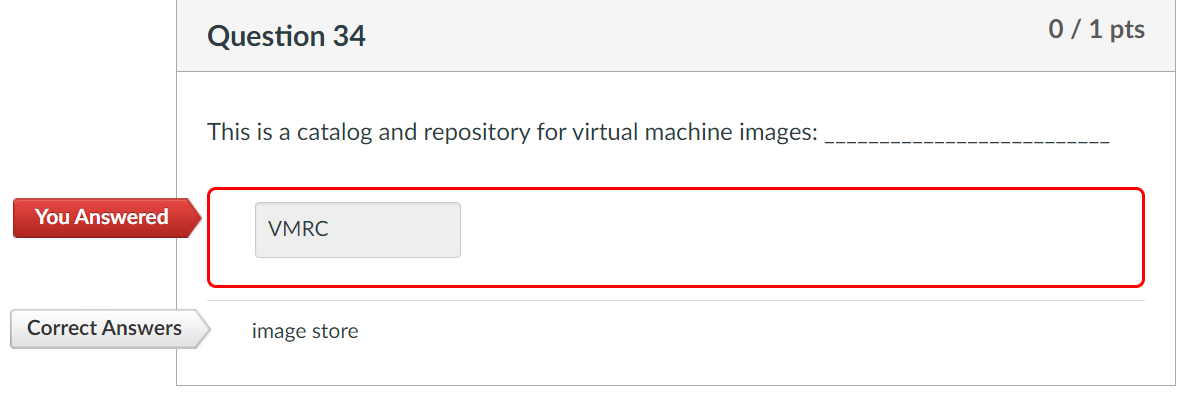 Question 34
0 / 1 pts
This is a catalog and repository for virtual machine images: __________________________
You Answered
VMRC
Correct Answers
image store